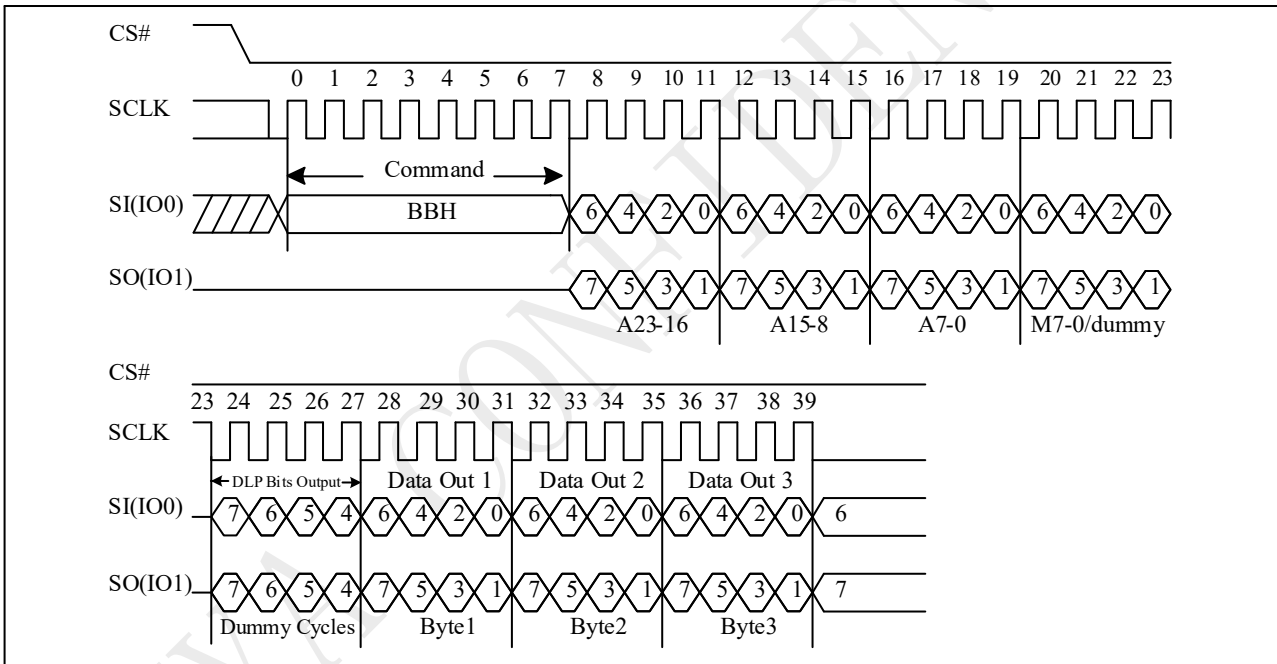 CS#
0 1 2 3 4 5 6 7 8 9 10 11 12 13 14 15 16 17 18 19 20 21 22 23
SCLK
Command
SI(IO0) BBH 6 4 2 0 6 4 2 0 6 4 2 0 6 4 2 0
SO(IO1) 7 5 3 1 7 5 3 1 7 5 3 1 7 5 3 1
A23-16 A15-8 A7-0 M7-0/dummy
CS#
23 24 25 26 27 28 29 30 31 32 33 34 35 36 37 38 39
SCLK
DLP Bits Output Data Out 1 Data Out 2 Data Out 3
SI(IO0) 7 6 5 4 6 4 2 0 6 4 2 0 6 4 2 0 6
SO(IO1) 7 6 5 4 7 5 3 1 7 5 3 1 7 5 3 1 7
Dummy Cycles Byte1 Byte2 Byte3